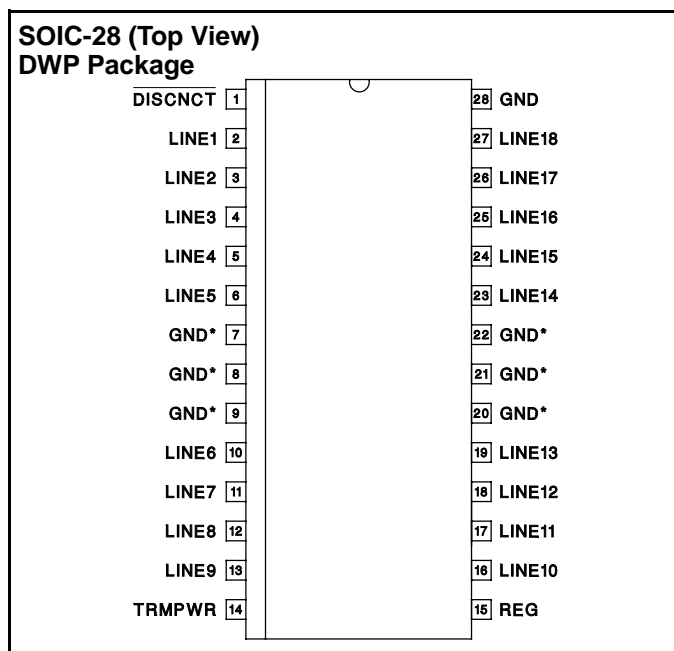 SOIC-28 (Top View)
DWP Package
DISCNCT 1 28 GND
LINE1 2 27 LINE18
LINE2 3 26 LINE17
LINE3 4 25 LINE16
LINE4 5 24 LINE15
LINE5 6 23 LINE14
GND* 7 22 GND*
GND* 8 21 GND*
GND* 9 20 GND*
LINE6 10 19 LINE13
LINE7 11 18 LINE12
LINE8 12 17 LINE11
LINE9 13 16 LINE10
TRMPWR 14 15 REG